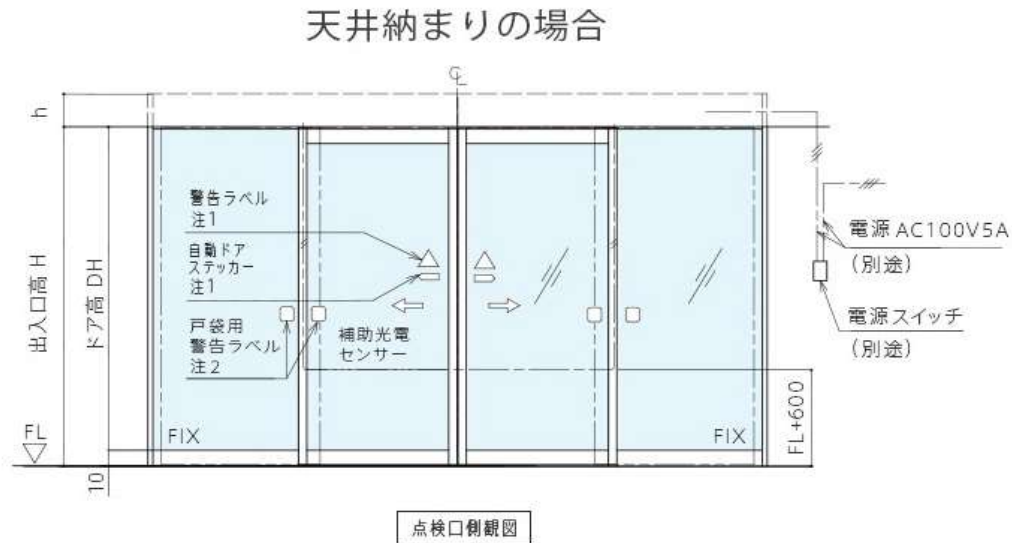 天井納まりの場合
℄
h
警告ラベル
注1
自動ドア
ステッカー
注1
戸袋用
警告ラベル
注2
補助光電
センサー
電源 AC100V5A
(別途)
電源スイッチ
(別途)
出入口高 H
ドア高 DH
FL
FIX
FIX
FL+600
10
点検口側観図